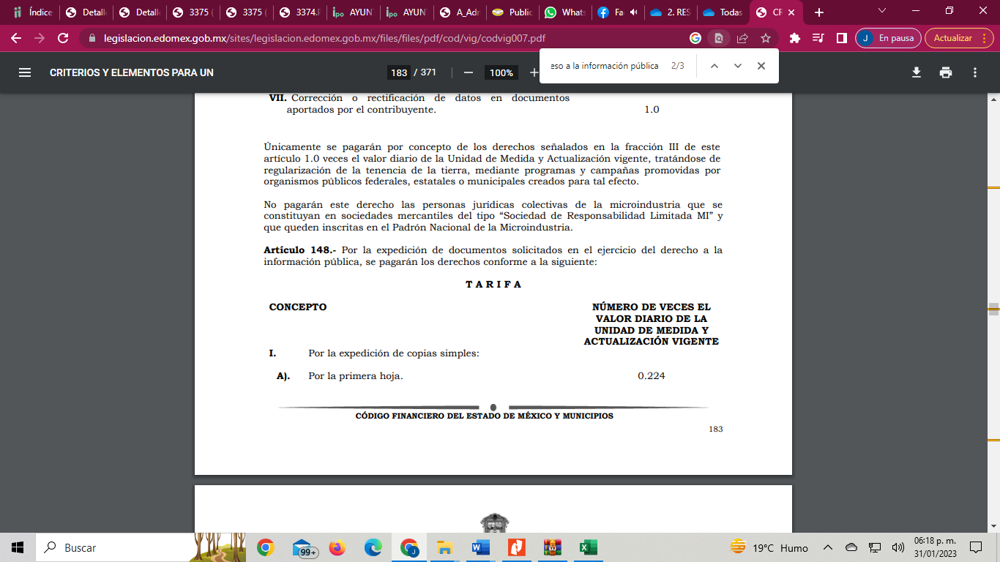 Índice
Detall
Detall
3375 (
3375 (
3374.F
ipo AYUN
ipo AYUN
A_Adr
Public
Whats
Fa
2. RES
Todas
CF
legislacion.edomex.gob.mx/sites/legislacion.edomex.gob.mx/files/files/pdf/cod/vig/codvig007.pdf
J En pausa
Actualizar
CRITERIOS Y ELEMENTOS PARA UN
183 / 371
100%
eso a la información pública 2/3
VII. Corrección o rectificación de datos en documentos
aportados por el contribuyente. 1.0
Únicamente se pagarán por concepto de los derechos señalados en la fracción III de este
artículo 1.0 veces el valor diario de la Unidad de Medida y Actualización vigente, tratándose de
regularización de la tenencia de la tierra, mediante programas y campañas promovidas por
organismos públicos federales, estatales o municipales creados para tal efecto.
No pagarán este derecho las personas jurídicas colectivas de la microindustria que se
constituyan en sociedades mercantiles del tipo “Sociedad de Responsabilidad Limitada MI” y
que queden inscritas en el Padrón Nacional de la Microindustria.
Artículo 148.- Por la expedición de documentos solicitados en el ejercicio del derecho a la
información pública, se pagarán los derechos conforme a la siguiente:
T A R I F A
CONCEPTO
NÚMERO DE VECES EL
VALOR DIARIO DE LA
UNIDAD DE MEDIDA Y
ACTUALIZACIÓN VIGENTE
I. Por la expedición de copias simples:
A). Por la primera hoja. 0.224
CÓDIGO FINANCIERO DEL ESTADO DE MÉXICO Y MUNICIPIOS
183
Buscar
99+
19°C Humo
06:18 p. m.
31/01/2023